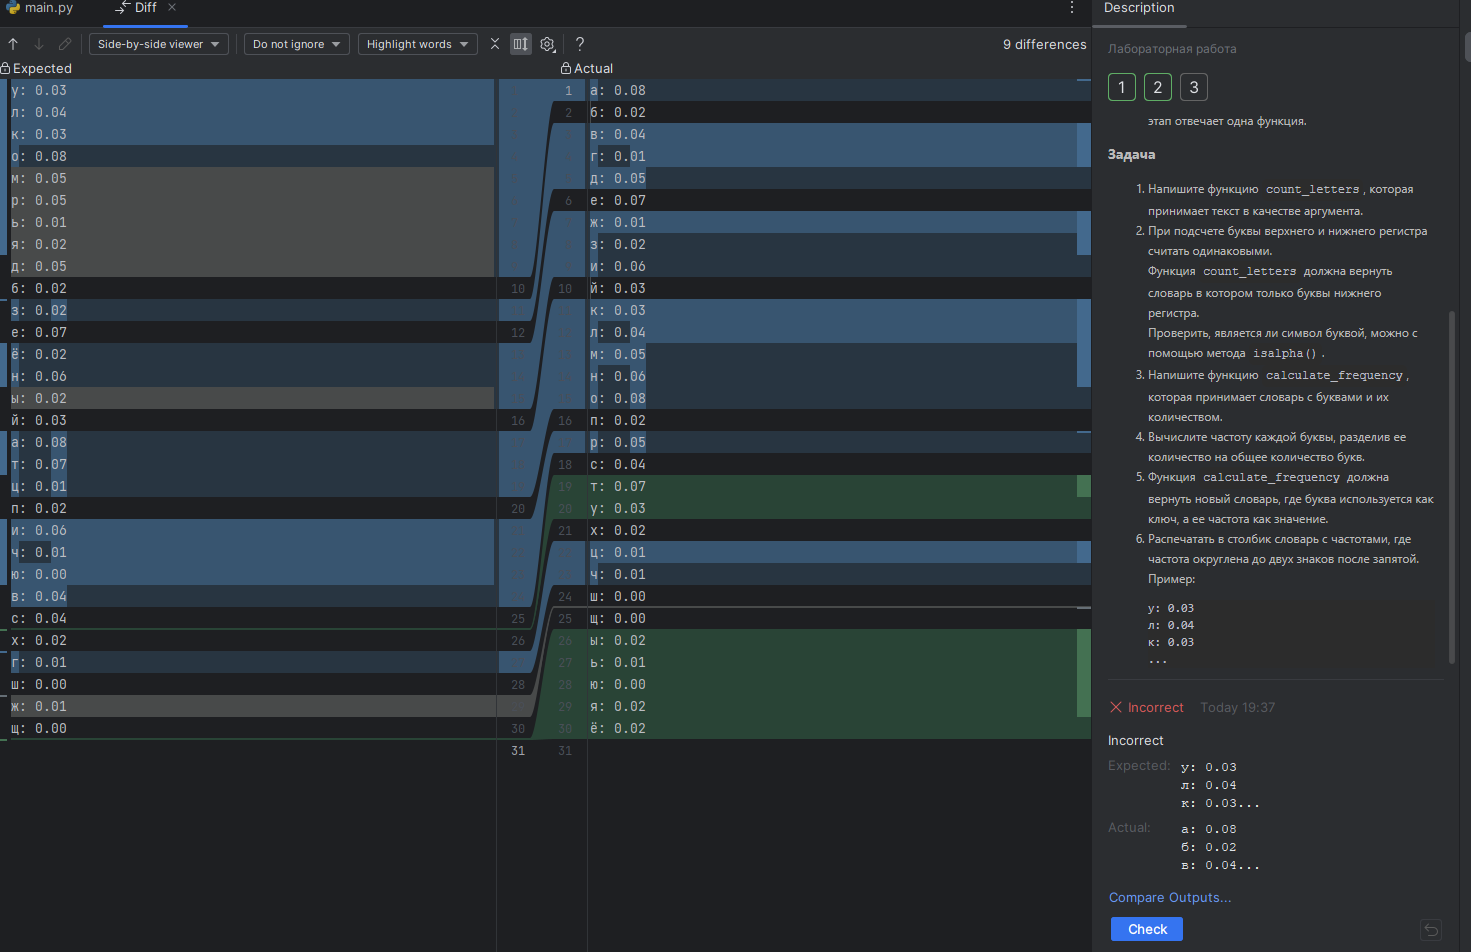 main.py
Diff
Description
Side-by-side viewer
Do not ignore
Highlight words
?
9 differences
Expected
у: 0.03
л: 0.04
к: 0.03
о: 0.08
м: 0.05
р: 0.05
ь: 0.01
я: 0.02
д: 0.05
б: 0.02
з: 0.02
е: 0.07
ё: 0.02
н: 0.06
ы: 0.02
й: 0.03
а: 0.08
т: 0.07
ц: 0.01
п: 0.02
и: 0.06
ч: 0.01
ю: 0.00
в: 0.04
с: 0.04
х: 0.02
г: 0.01
ш: 0.00
ж: 0.01
щ: 0.00
10
12
16
20
25
26
28
30
31
Actual
1 а: 0.08
2 б: 0.02
в: 0.04
г: 0.01
д: 0.05
6 е: 0.07
ж: 0.01
з: 0.02
и: 0.06
10 й: 0.03
к: 0.03
л: 0.04
м: 0.05
н: 0.06
о: 0.08
16 п: 0.02
р: 0.05
18 с: 0.04
19 т: 0.07
20 у: 0.03
21 х: 0.02
ц: 0.01
ч: 0.01
24 ш: 0.00
25 щ: 0.00
26 ы: 0.02
27 ь: 0.01
28 ю: 0.00
29 я: 0.02
30 ё: 0.02
31
Лабораторная работа
1 2 3
этап отвечает одна функция.
Задача
1. Напишите функцию count_letters, которая
принимает текст в качестве аргумента.
2. При подсчете буквы верхнего и нижнего регистра
считать одинаковыми.
Функция count_letters должна вернуть
словарь в котором только буквы нижнего
регистра.
Проверить, является ли символ буквой, можно с
помощью метода isalpha().
3. Напишите функцию calculate_frequency,
которая принимает словарь с буквами и их
количеством.
4. Вычислите частоту каждой буквы, разделив ее
количество на общее количество букв.
5. Функция calculate_frequency должна
вернуть новый словарь, где буква используется как
ключ, а ее частота как значение.
6. Распечатать в столбик словарь с частотами, где
частота округлена до двух знаков после запятой.
Пример:
у: 0.03
л: 0.04
к: 0.03
...
Incorrect Today 19:37
Incorrect
Expected: у: 0.03
л: 0.04
к: 0.03...
Actual: а: 0.08
б: 0.02
в: 0.04...
Compare Outputs...
Check